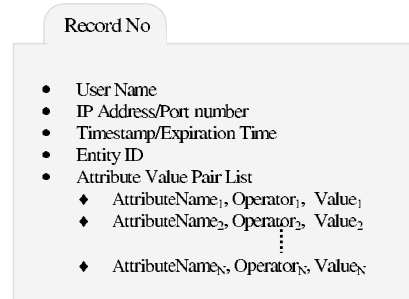 Record No
• User Name
• IP Address/Port number
• Timestamp/Expiration Time
• Entity ID
• Attribute Value Pair List
♦ AttributeName₁, Operator₁, Value₁
♦ AttributeName₂, Operator₂, Value₂
♦ AttributeNameN, OperatorN, ValueN